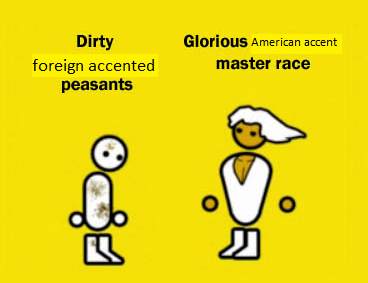 Dirty
foreign accented
peasants
Glorious American accent
master race